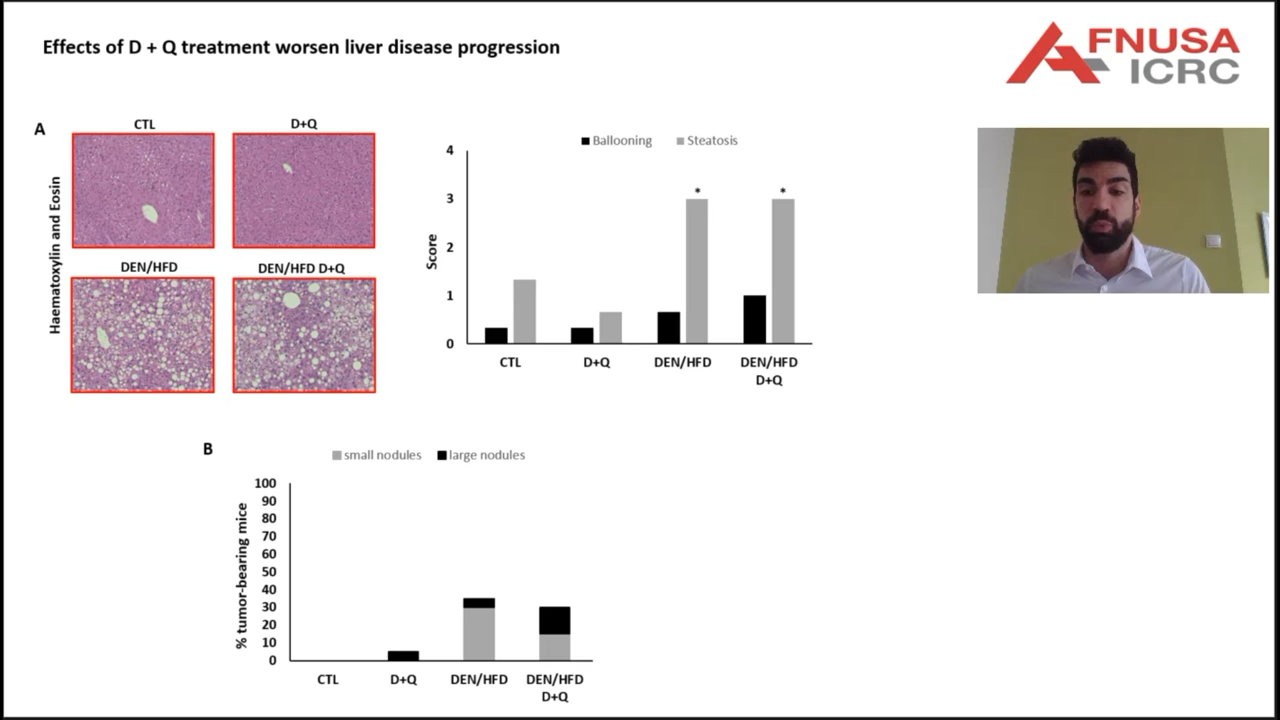 Effects of D + Q treatment worsen liver disease progression
FNUSA
ICRC
A
CTL
D+Q
Haematoxylin and Eosin
DEN/HFD
DEN/HFD D+Q
Ballooning
Steatosis
4
3
2
1
0
Score
*
*
CTL
D+Q
DEN/HFD
DEN/HFD
D+Q
B
small nodules
large nodules
100
90
80
70
60
50
40
30
20
10
0
% tumor-bearing mice
CTL
D+Q
DEN/HFD
DEN/HFD
D+Q